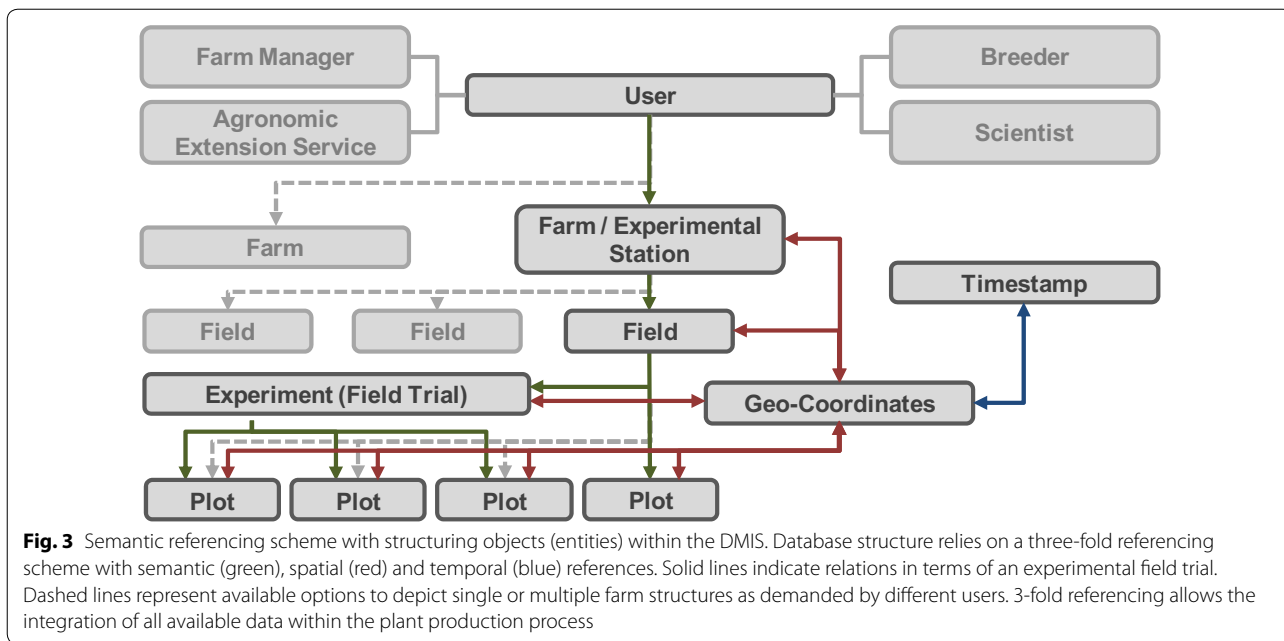 Farm Manager
Breeder
User
Agronomic
Extension Service
Scientist
Farm / Experimental
Station
Farm
Timestamp
Field
Field
Field
Experiment (Field Trial)
Geo-Coordinates
Plot
Plot
Plot
Plot
Fig. 3 Semantic referencing scheme with structuring objects (entities) within the DMIS. Database structure relies on a three-fold referencing
scheme with semantic (green), spatial (red) and temporal (blue) references. Solid lines indicate relations in terms of an experimental field trial.
Dashed lines represent available options to depict single or multiple farm structures as demanded by different users. 3-fold referencing allows the
integration of all available data within the plant production process